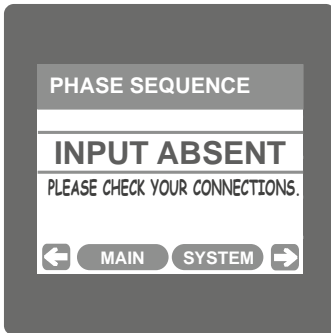 PHASE SEQUENCE
INPUT ABSENT
PLEASE CHECK YOUR CONNECTIONS.
MAIN SYSTEM